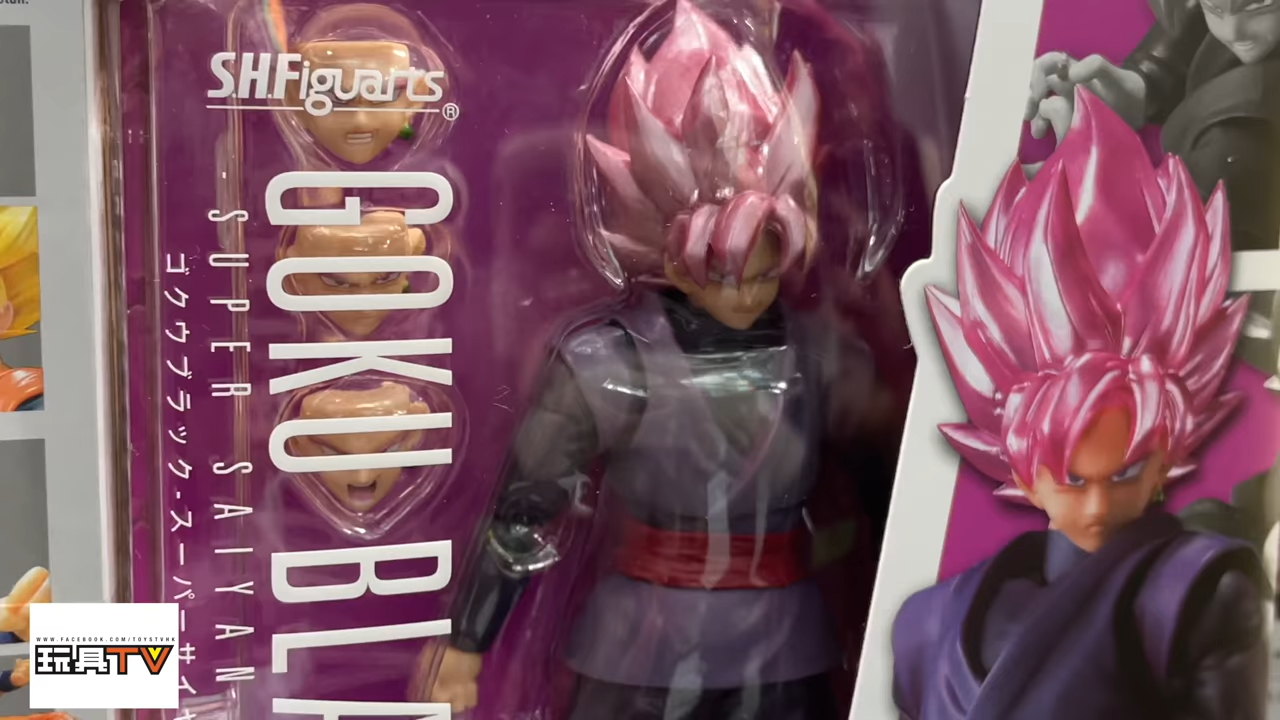 S.H.Figuarts®
GOKU BLA
SUPER SAIYAN
ゴクウブラック-スーパーサイヤ
WWW.FACEBOOK.COM/TOYSTVHK
玩具TV